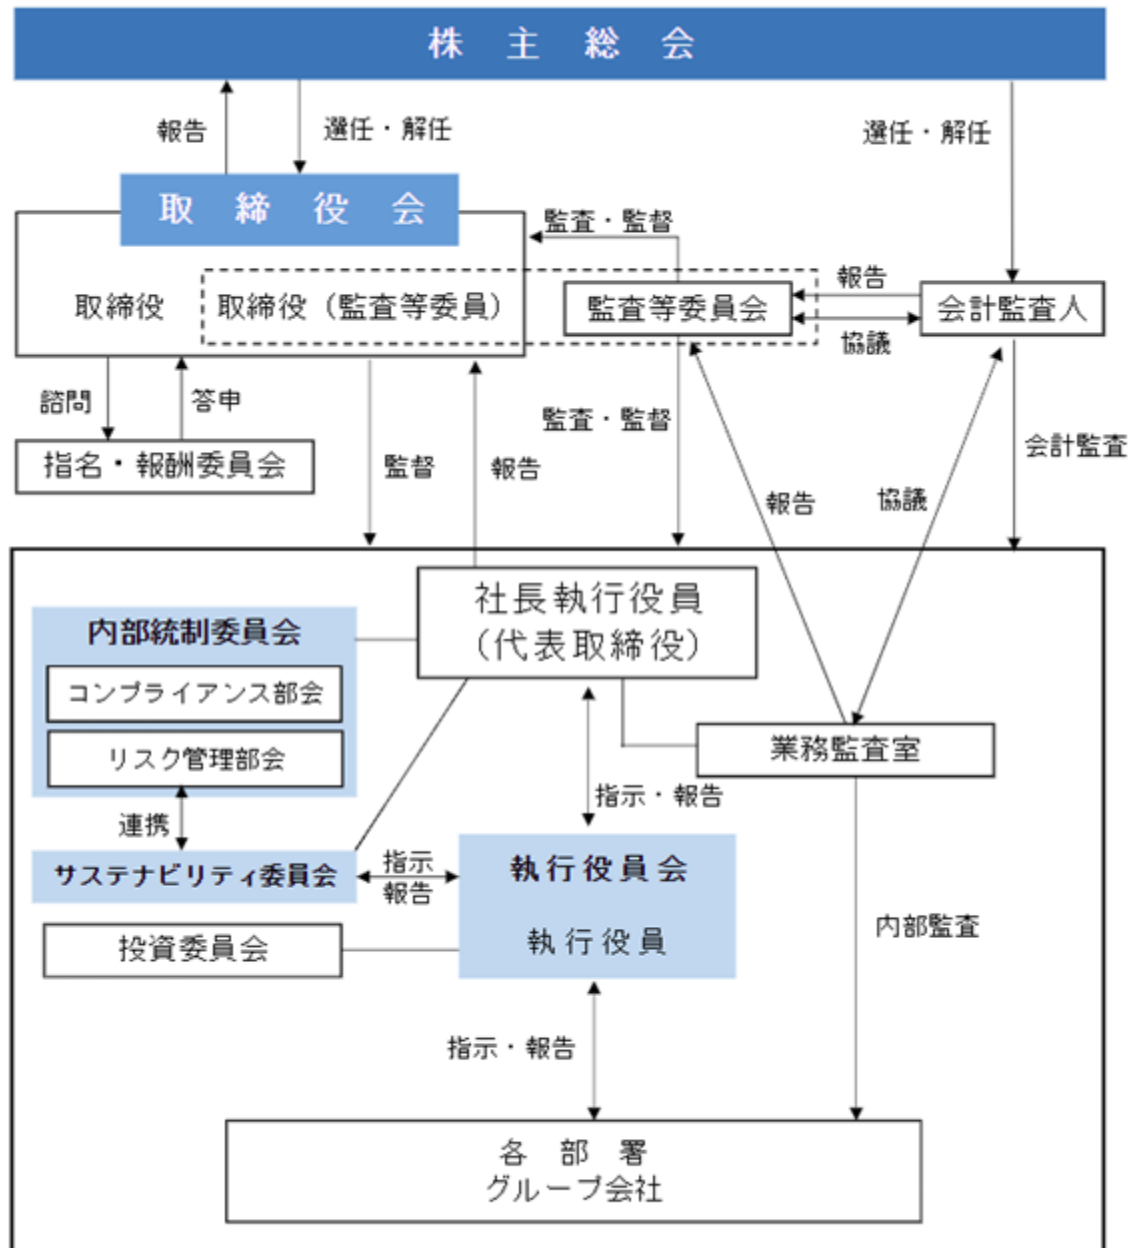 株主総会
報告
選任・解任
選任・解任
取締役会
監査・監督
取締役
取締役（監査等委員）
監査等委員会
報告
協議
会計監査人
諮問
答申
監査・監督
指名・報酬委員会
監督
報告
報告
協議
会計監査
社長執行役員
（代表取締役）
内部統制委員会
コンプライアンス部会
リスク管理部会
業務監査室
連携
指示・報告
サステナビリティ委員会
指示
報告
執行役員会
執行役員
投資委員会
内部監査
指示・報告
各部署
グループ会社